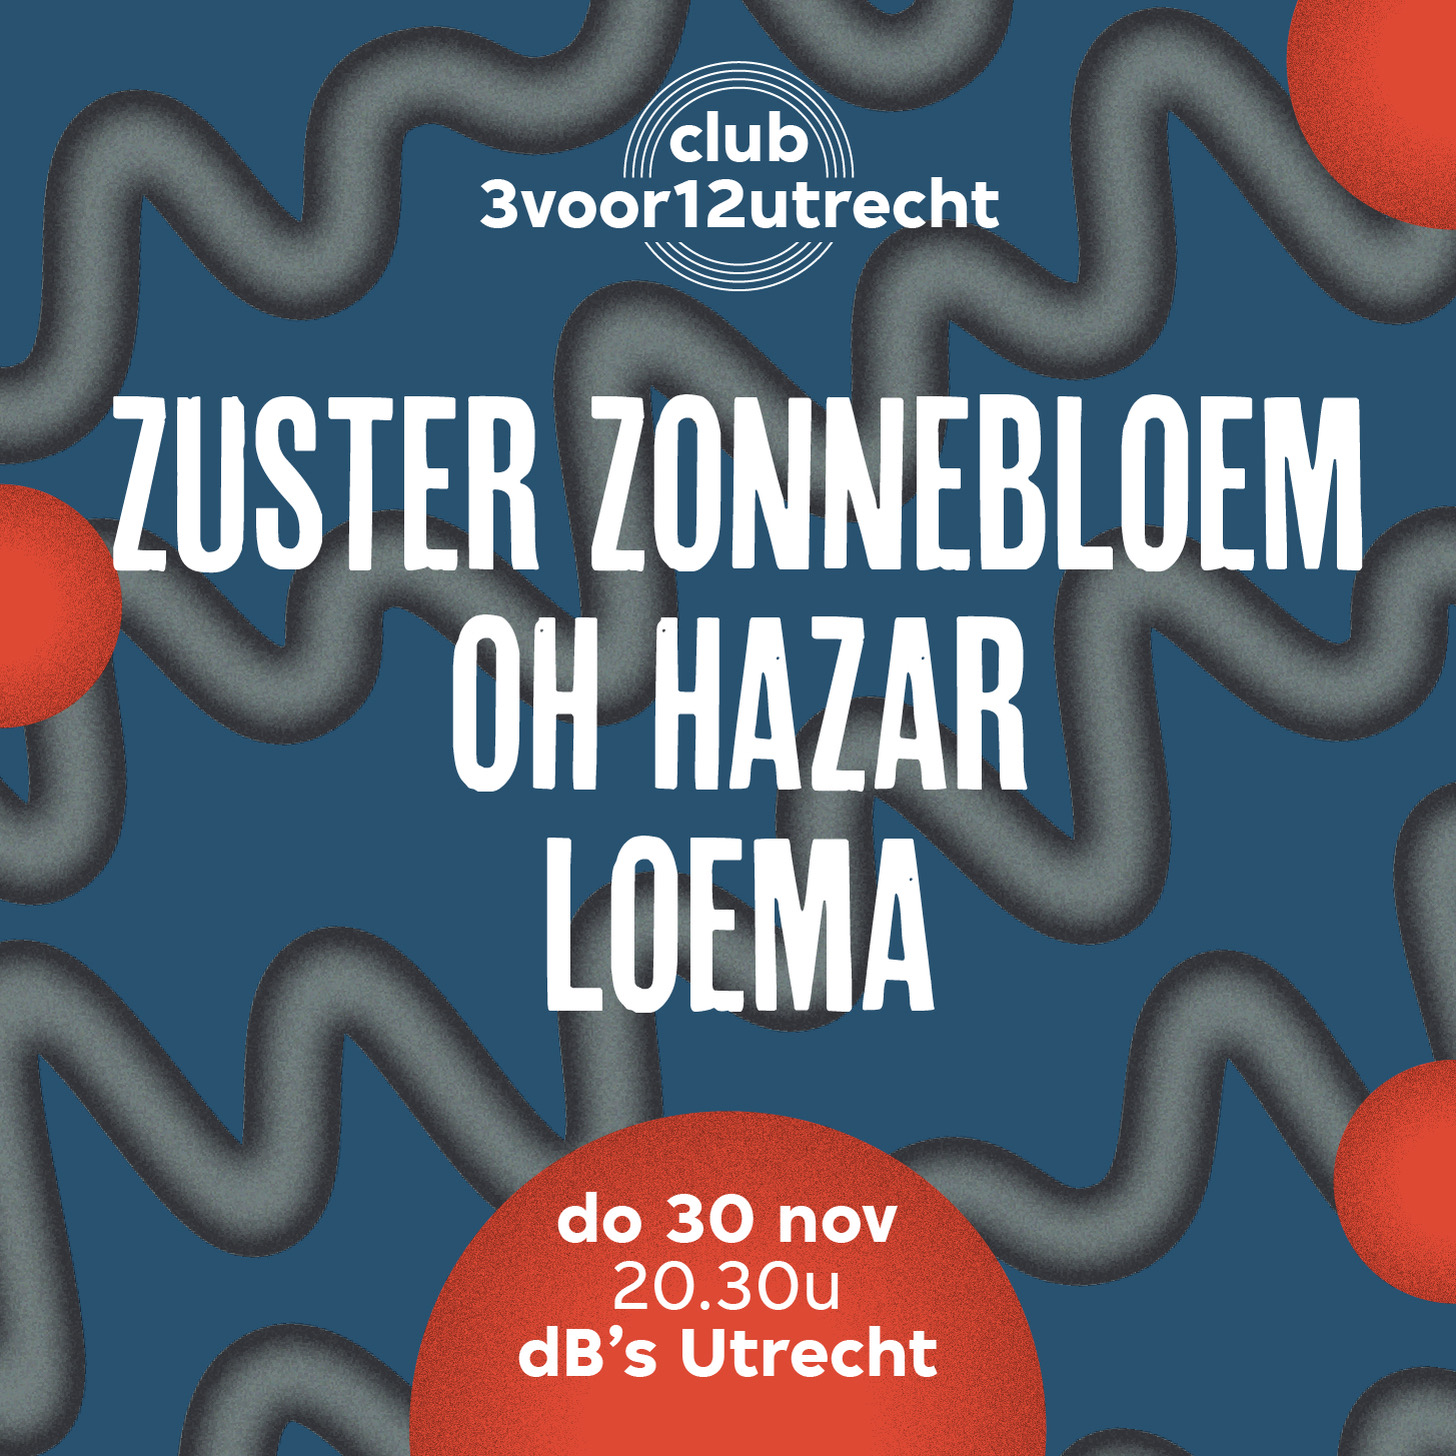 club
3voor12utrecht
ZUSTER ZONNEBLOEM
OH HAZAR
LOEMA
do 30 nov
20.30u
dB’s Utrecht